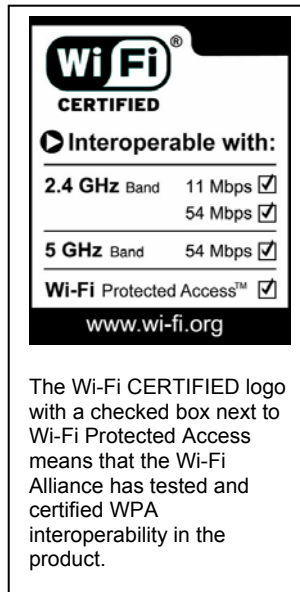 Wi Fi ®
CERTIFIED
Interoperable with:
2.4 GHz Band 11 Mbps ☑
54 Mbps ☑
5 GHz Band 54 Mbps ☑
Wi-Fi Protected Access™ ☑
www.wi-fi.org
The Wi-Fi CERTIFIED logo
with a checked box next to
Wi-Fi Protected Access
means that the Wi-Fi
Alliance has tested and
certified WPA
interoperability in the
product.